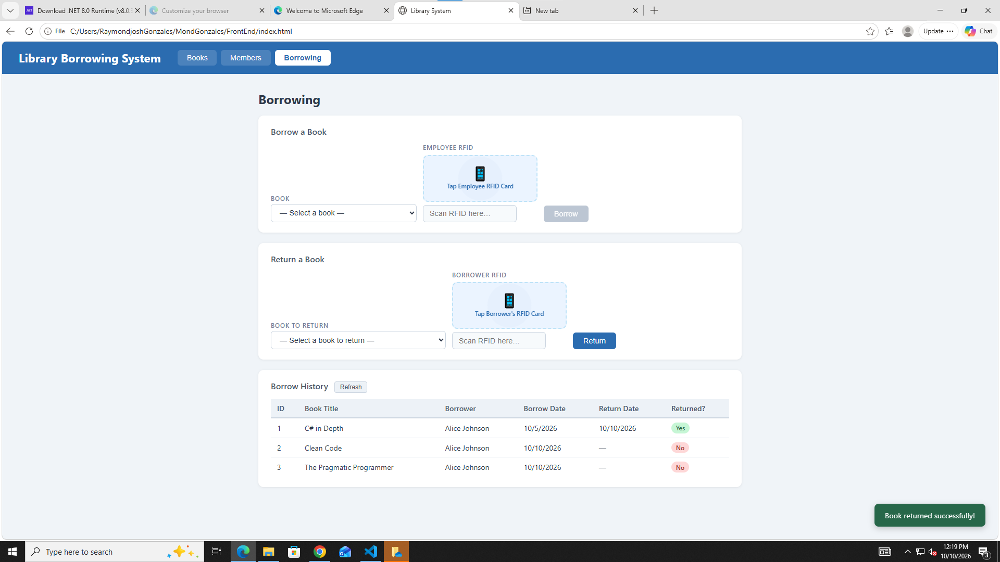 Download .NET 8.0 Runtime (v8.0.
Customize your browser
Welcome to Microsoft Edge
Library System
New tab
File C:/Users/RaymondjoshGonzales/MondGonzales/FrontEnd/index.html
Update
Chat
Library Borrowing System
Books
Members
Borrowing
Borrowing
Borrow a Book
EMPLOYEE RFID
Tap Employee RFID Card
BOOK
— Select a book —
Scan RFID here...
Borrow
Return a Book
BORROWER RFID
Tap Borrower's RFID Card
BOOK TO RETURN
— Select a book to return —
Scan RFID here...
Return
Borrow History Refresh
ID Book Title Borrower Borrow Date Return Date Returned?
1 C# in Depth Alice Johnson 10/5/2026 10/10/2026 Yes
2 Clean Code Alice Johnson 10/10/2026 — No
3 The Pragmatic Programmer Alice Johnson 10/10/2026 — No
Book returned successfully!
Type here to search
12:19 PM
10/10/2026
3